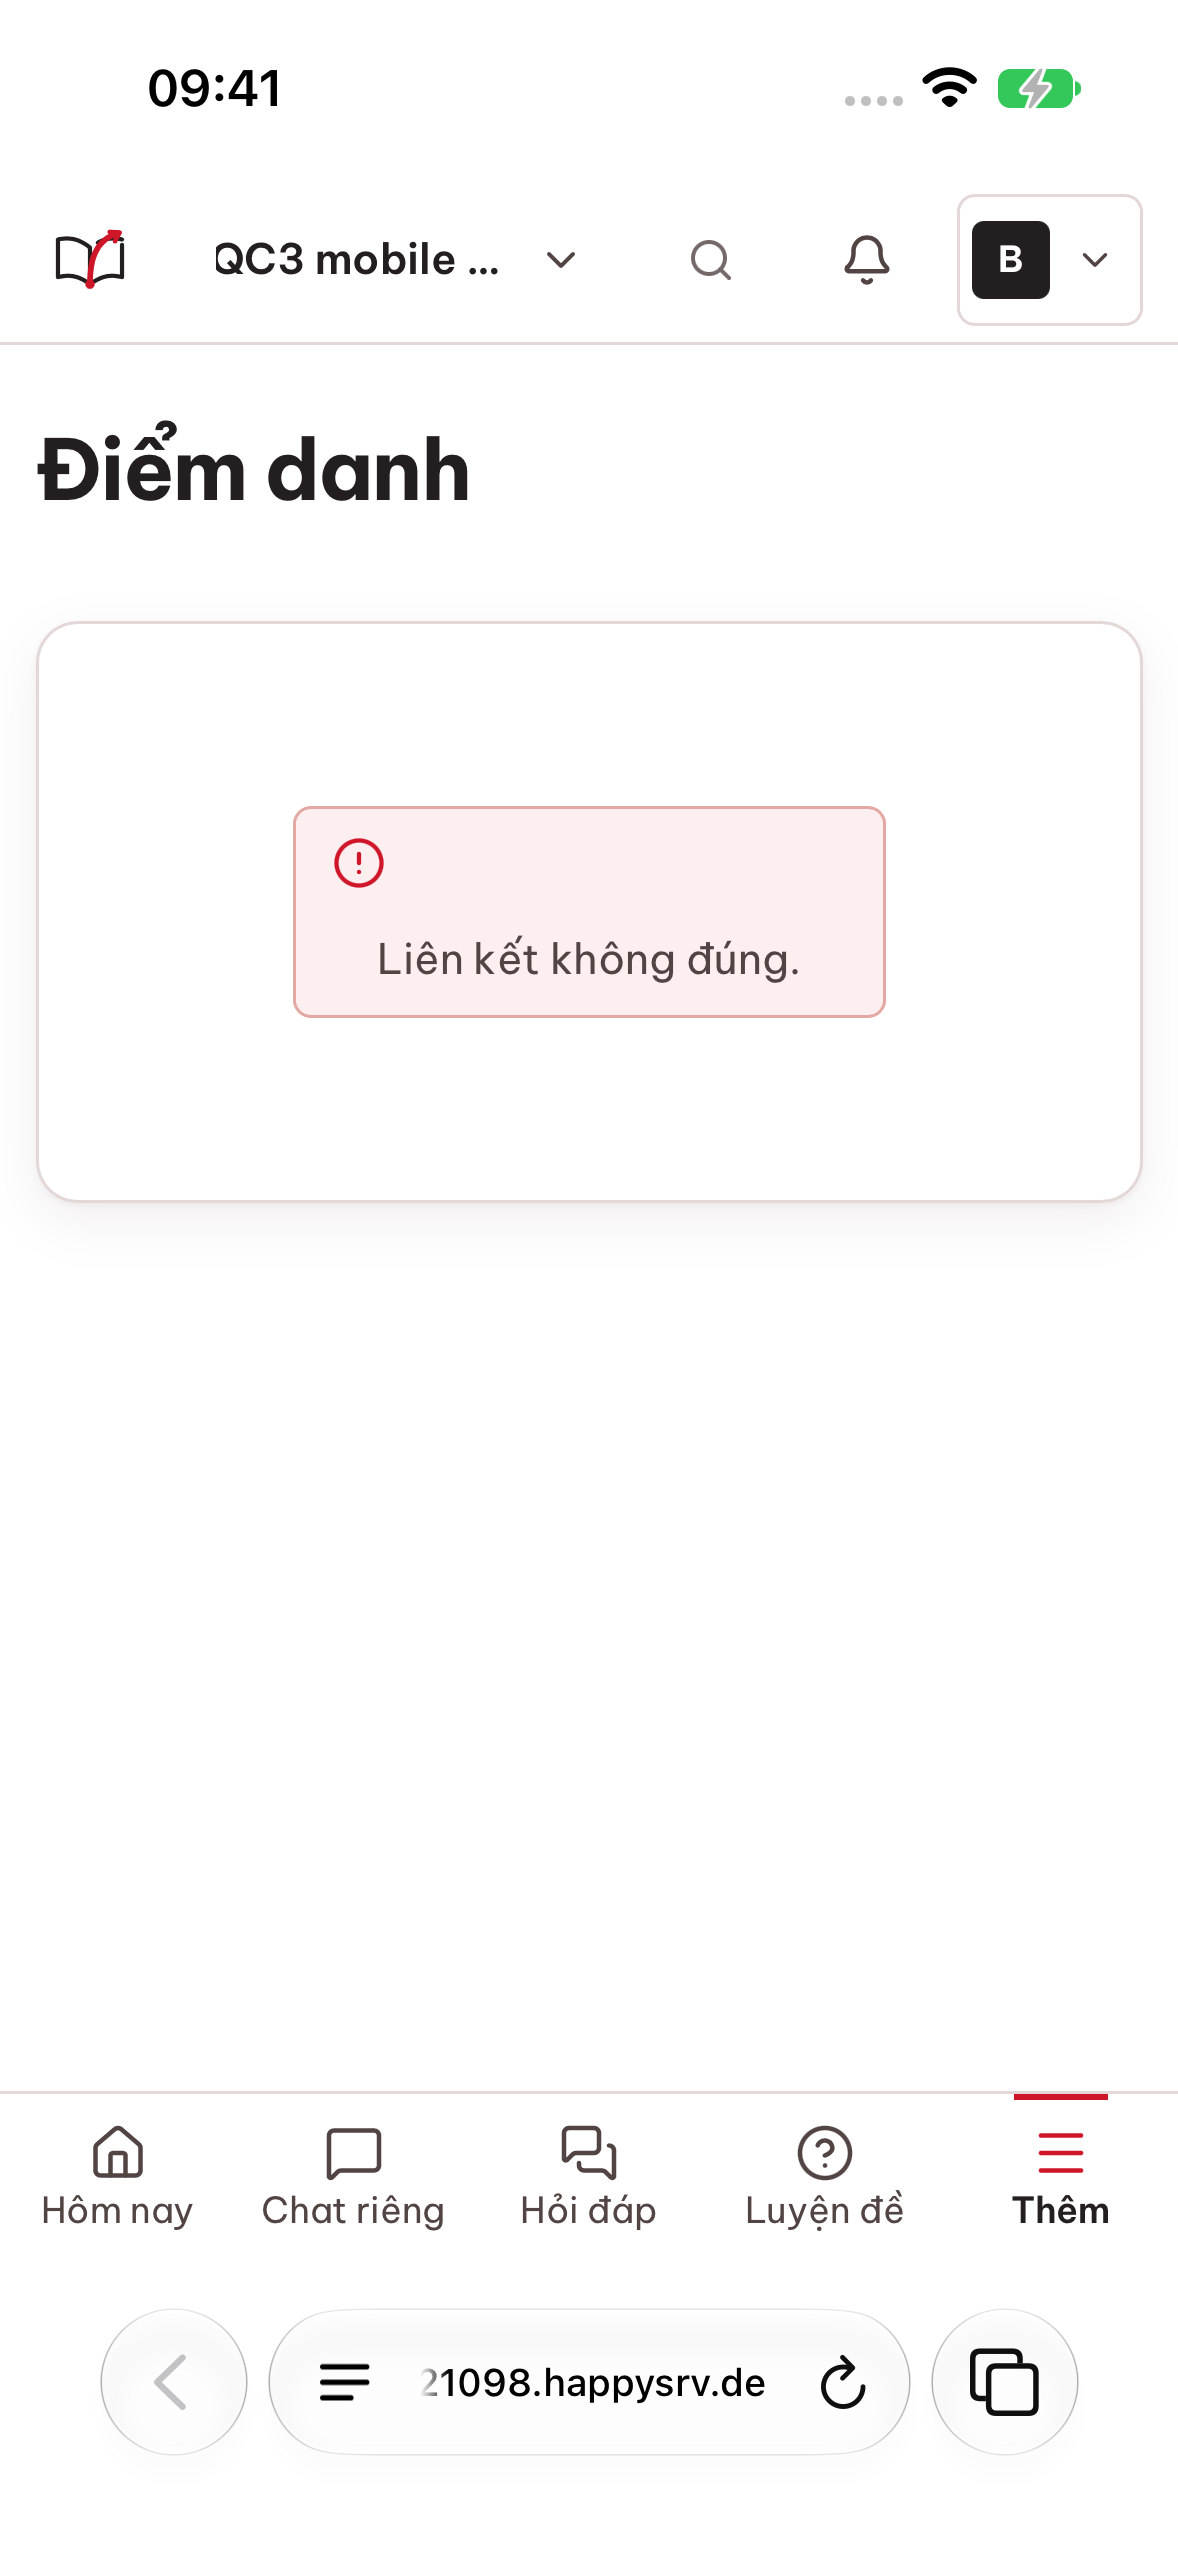 09:41
QC3 mobile ...
B
Điểm danh
Liên kết không đúng.
Hôm nay
Chat riêng
Hỏi đáp
Luyện đề
Thêm
21098.happysrv.de